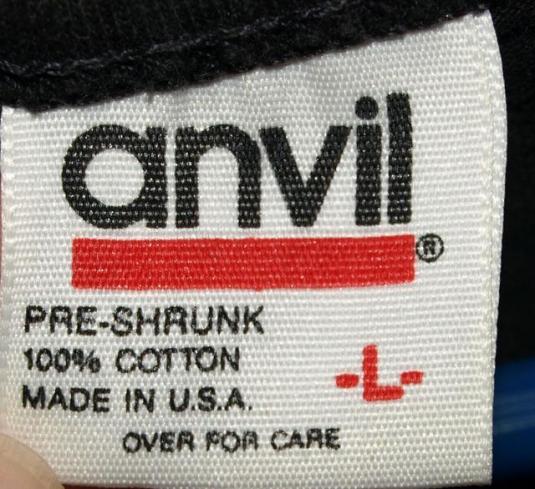 anvil®
PRE-SHRUNK
100% COTTON
MADE IN U.S.A.
-L-
OVER FOR CARE